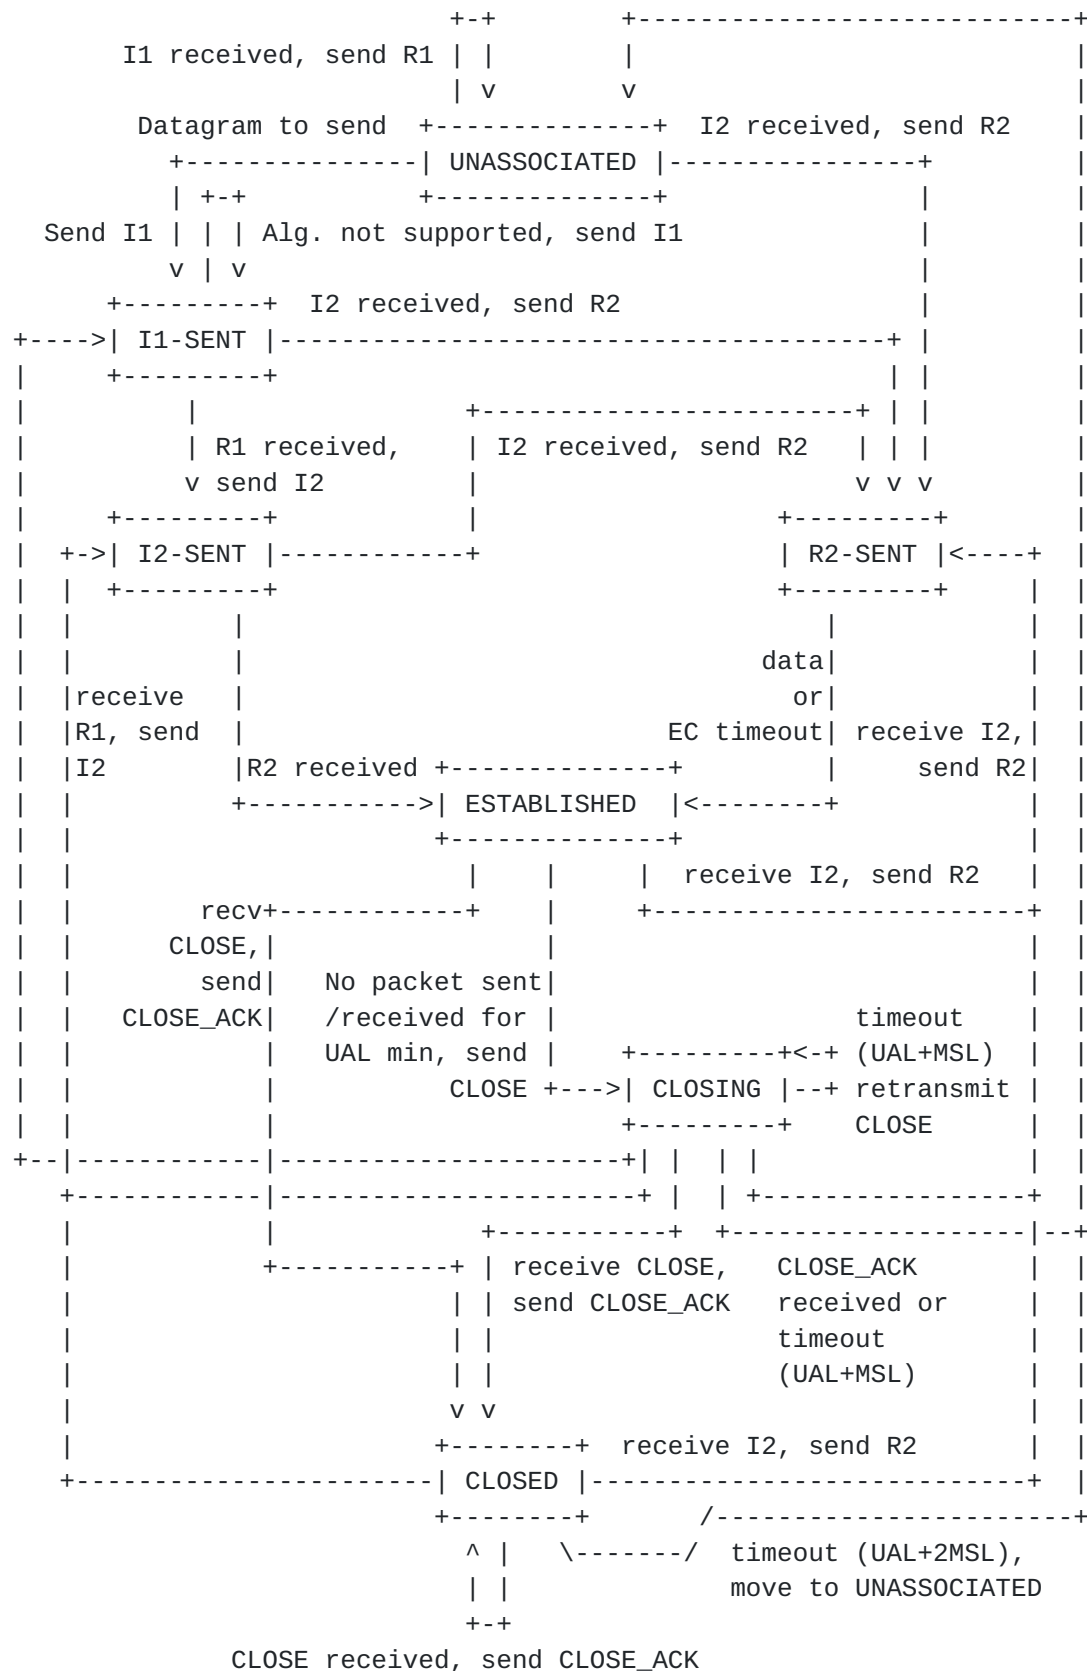 I1 received, send R1
Datagram to send I2 received, send R2
UNASSOCIATED
Send I1 Alg. not supported, send I1
I2 received, send R2
I1-SENT
R1 received, I2 received, send R2
send I2
I2-SENT R2-SENT
data
receive or
R1, send EC timeout receive I2,
I2 R2 received send R2
ESTABLISHED
receive I2, send R2
recv
CLOSE,
send No packet sent
CLOSE_ACK /received for timeout
UAL min, send (UAL+MSL)
CLOSE CLOSING retransmit
CLOSE
receive CLOSE, CLOSE_ACK
send CLOSE_ACK received or
timeout
(UAL+MSL)
receive I2, send R2
CLOSED
timeout (UAL+2MSL),
move to UNASSOCIATED
CLOSE received, send CLOSE_ACK